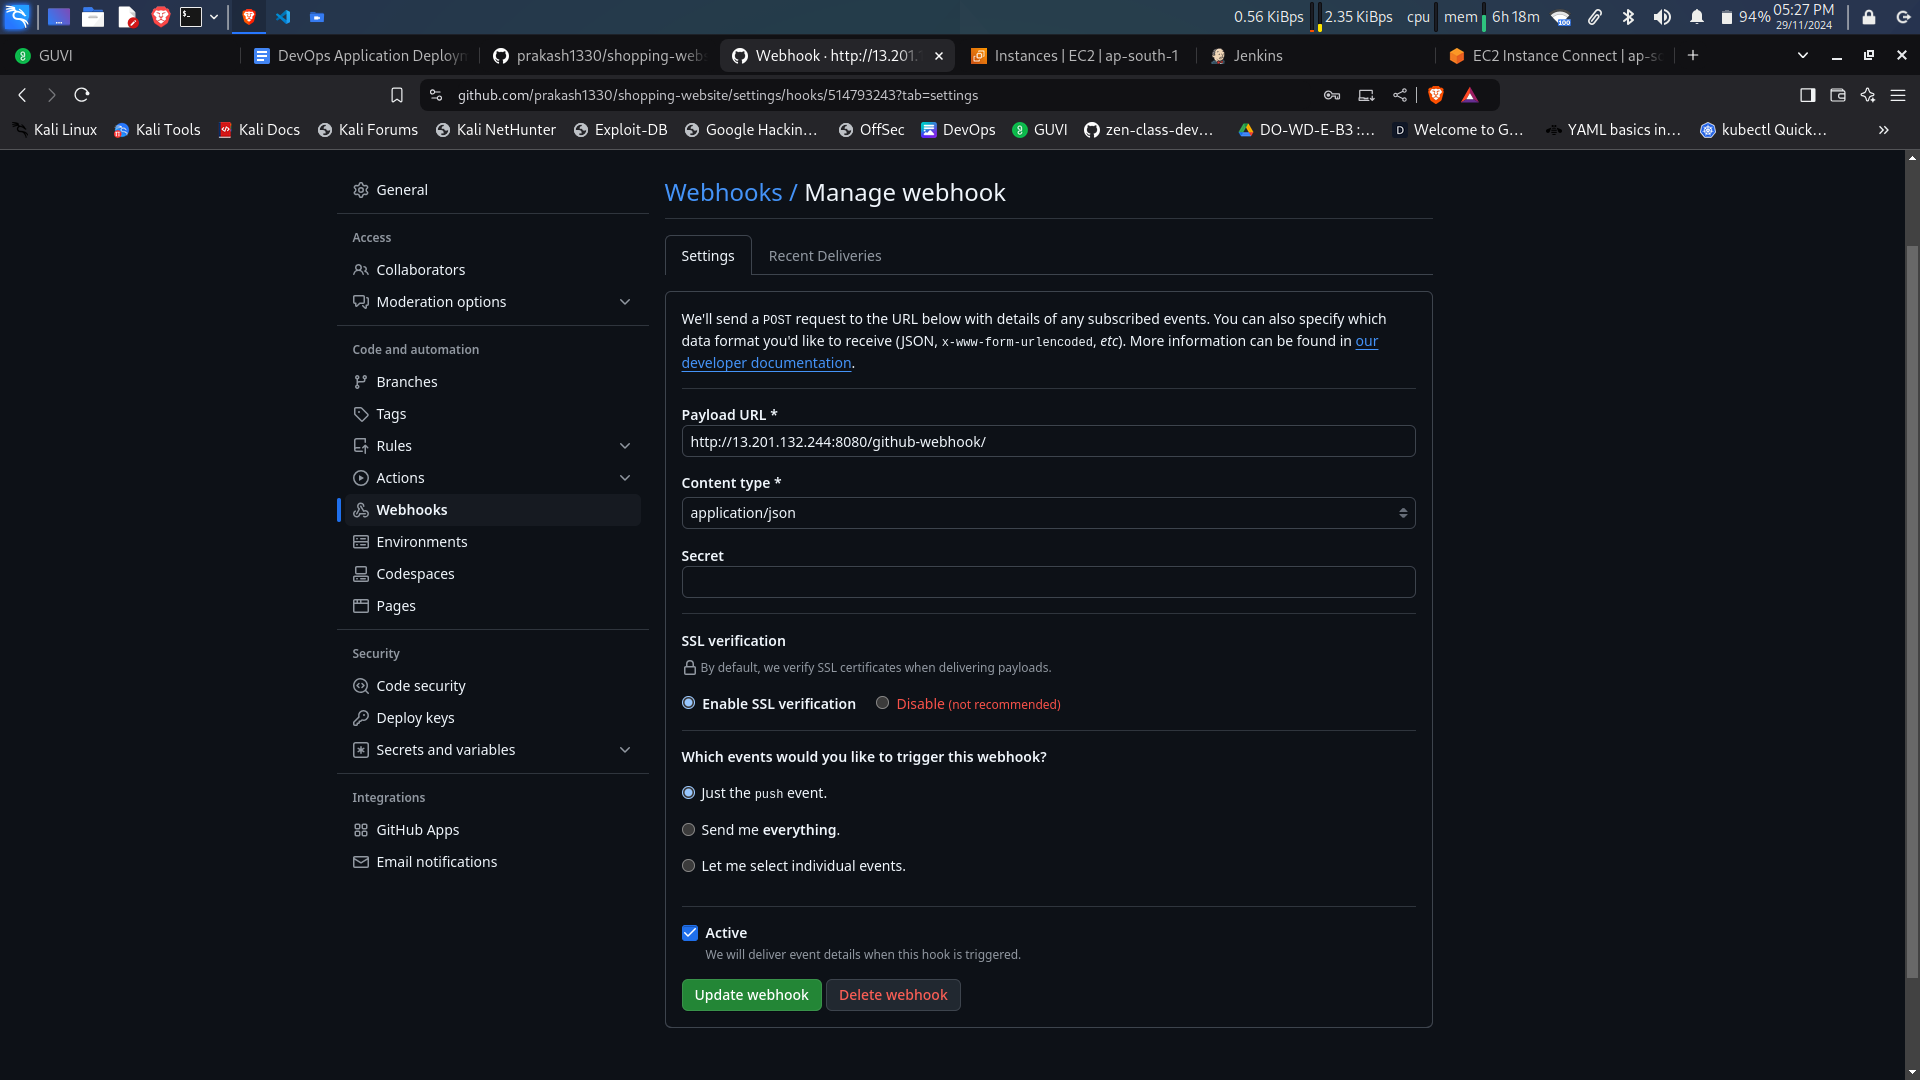 0.56 KiBps 2.35 KiBps cpu mem 6h18m 100 94% 05:27 PM
29/11/2024
GUVI
DevOps Application Deploym
prakash1330/shopping-webs
Webhook · http://13.201.1
Instances | EC2 | ap-south-1
Jenkins
EC2 Instance Connect | ap-so
github.com/prakash1330/shopping-website/settings/hooks/514793243?tab=settings
Kali Linux
Kali Tools
Kali Docs
Kali Forums
Kali NetHunter
Exploit-DB
Google Hackin...
OffSec
DevOps
GUVI
zen-class-dev...
DO-WD-E-B3 :...
Welcome to G...
YAML basics in...
kubectl Quick...
General
Access
Collaborators
Moderation options
Code and automation
Branches
Tags
Rules
Actions
Webhooks
Environments
Codespaces
Pages
Security
Code security
Deploy keys
Secrets and variables
Integrations
GitHub Apps
Email notifications
Webhooks / Manage webhook
Settings
Recent Deliveries
We'll send a POST request to the URL below with details of any subscribed events. You can also specify which
data format you'd like to receive (JSON, x-www-form-urlencoded, etc). More information can be found in our
developer documentation.
Payload URL *
http://13.201.132.244:8080/github-webhook/
Content type *
application/json
Secret
SSL verification
By default, we verify SSL certificates when delivering payloads.
Enable SSL verification
Disable (not recommended)
Which events would you like to trigger this webhook?
Just the push event.
Send me everything.
Let me select individual events.
Active
We will deliver event details when this hook is triggered.
Update webhook
Delete webhook